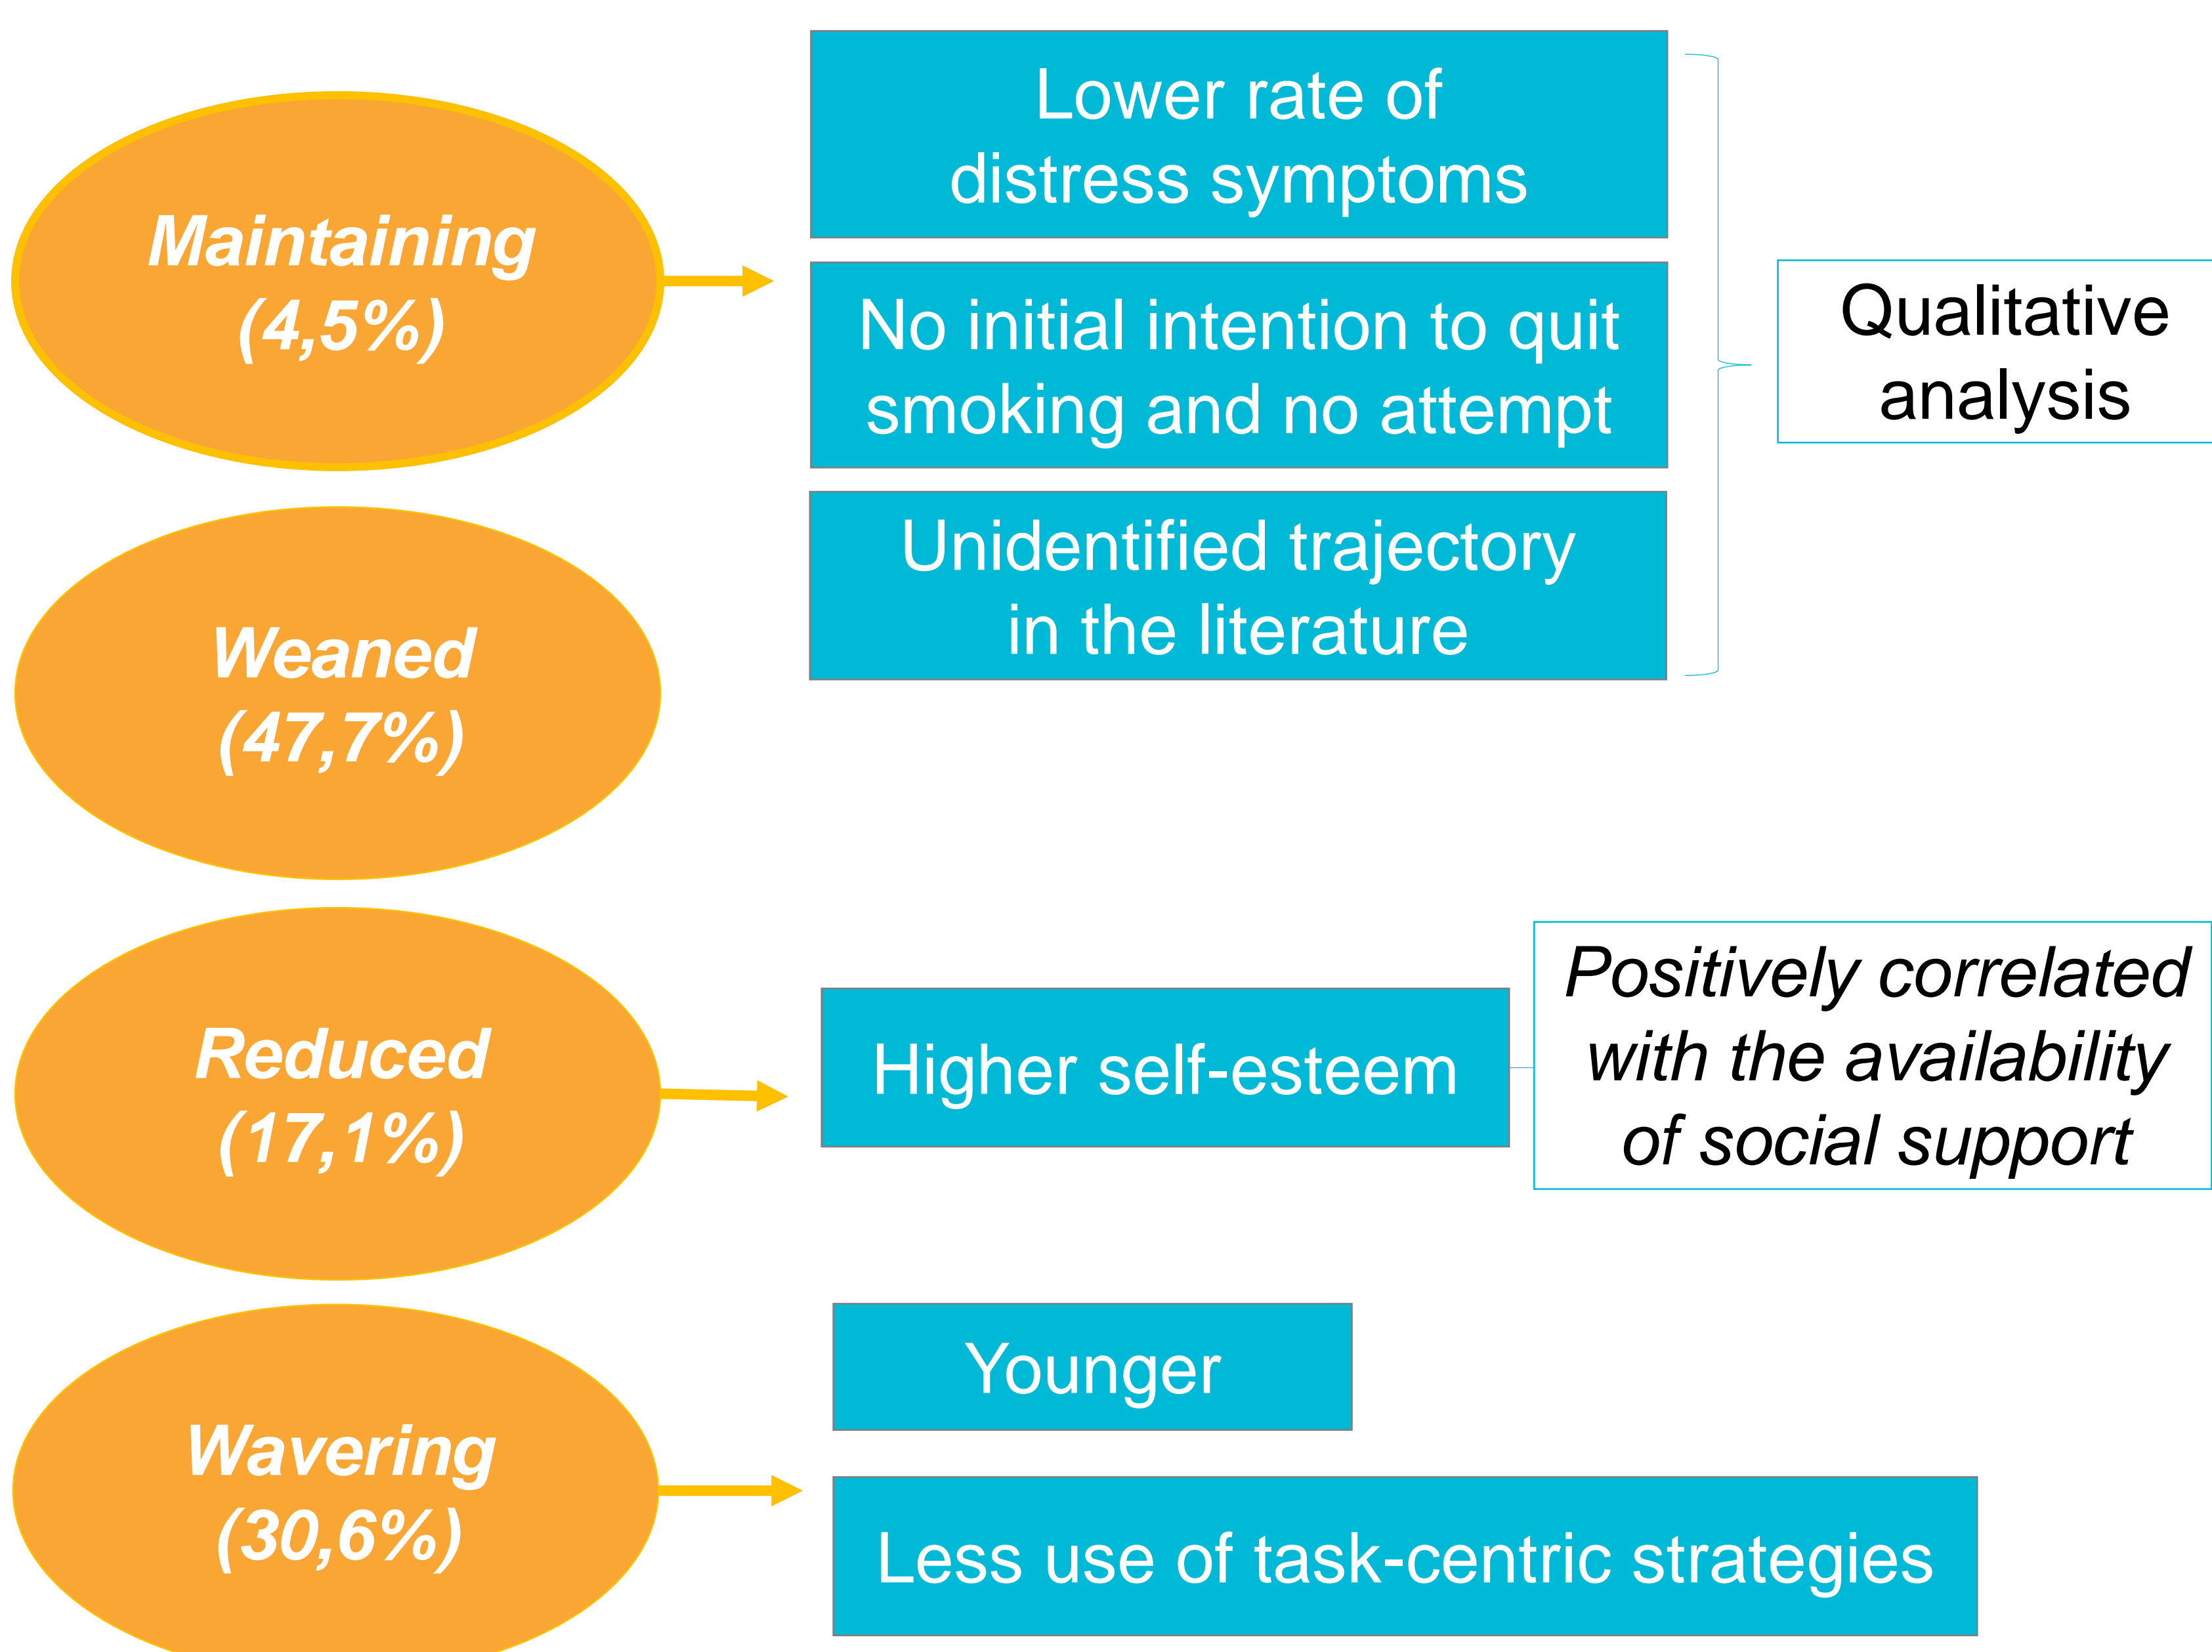 Maintaining
(4,5%)
Lower rate of
distress symptoms
No initial intention to quit
smoking and no attempt
Unidentified trajectory
in the literature
Qualitative
analysis
Weaned
(47,7%)
Reduced
(17,1%)
Higher self-esteem
Positively correlated
with the availability
of social support
Wavering
(30,6%)
Younger
Less use of task-centric strategies